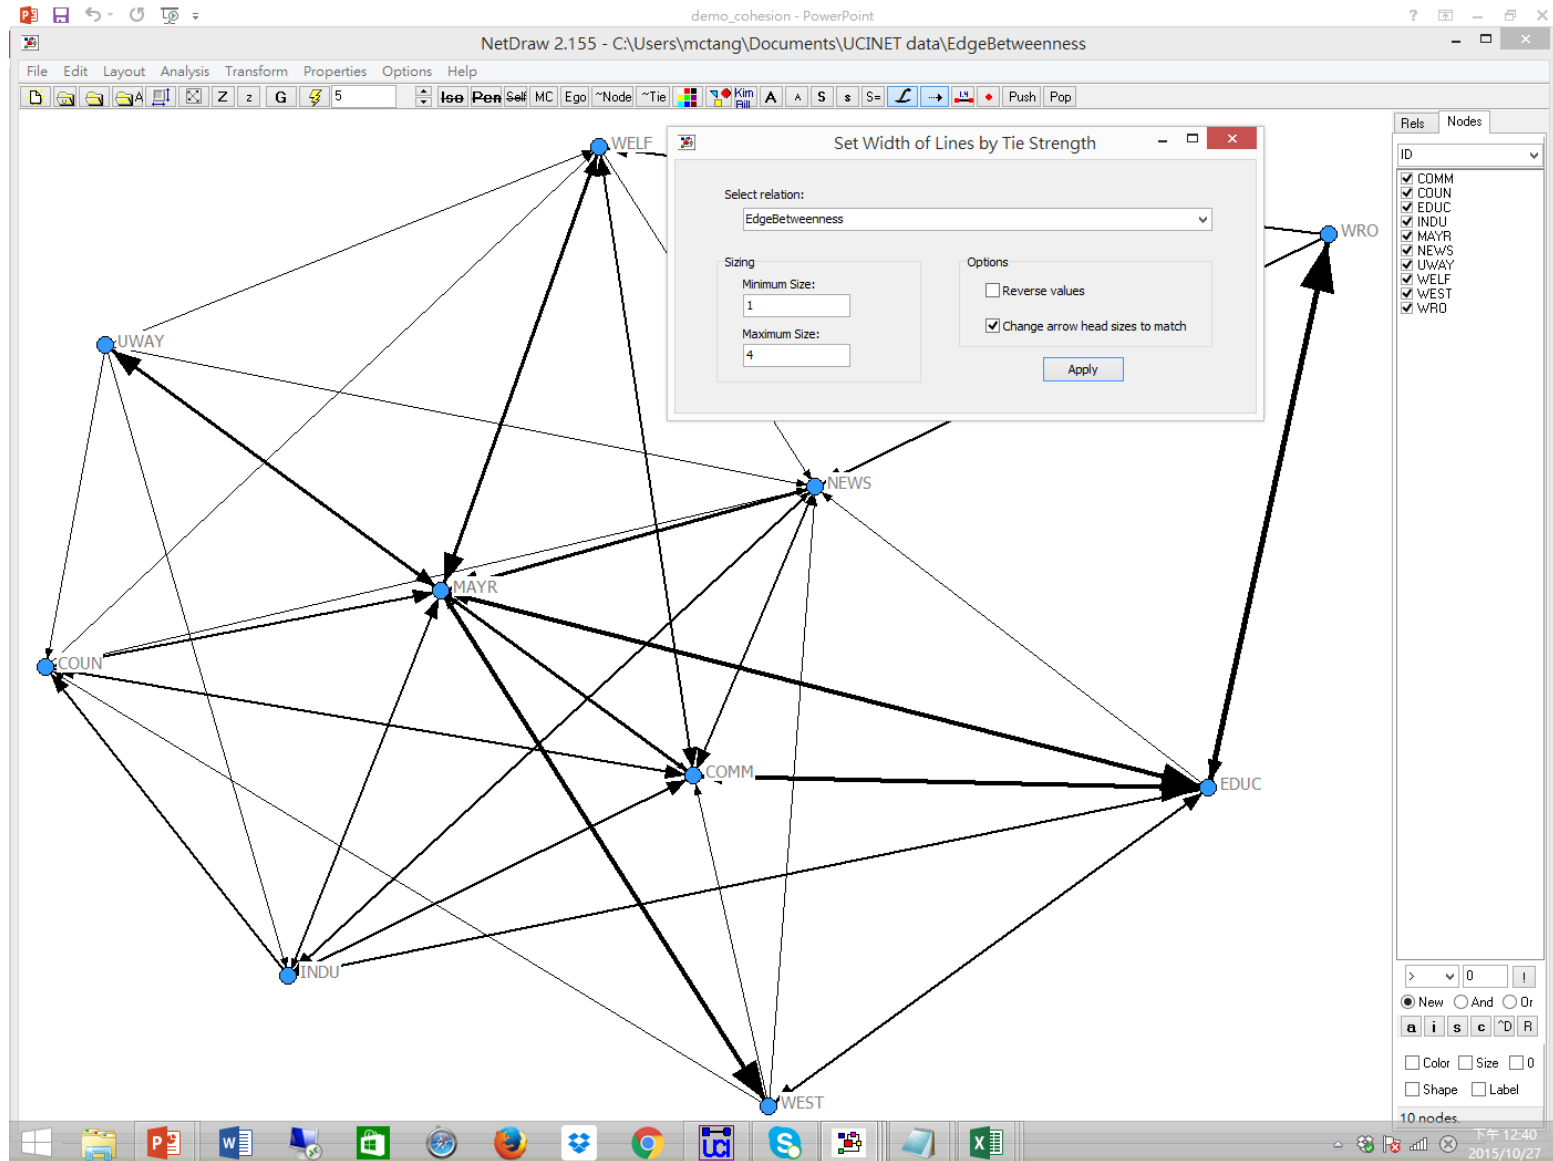 demo_cohesion - PowerPoint
NetDraw 2.155 - C:\Users\mctang\Documents\UCINET data\EdgeBetweenness
File Edit Layout Analysis Transform Properties Options Help
Z z G 5 Iso Pen Self MC Ego ~Node ~Tie Kim Bill A A S s S= L Push Pop
Rels Nodes
ID
COMM
COUN
EDUC
INDU
MAYR
NEWS
UWAY
WELF
WEST
WRO
Set Width of Lines by Tie Strength
Select relation:
EdgeBetweenness
Sizing
Minimum Size:
1
Maximum Size:
4
Options
Reverse values
Change arrow head sizes to match
Apply
WELF
WRO
UWAY
NEWS
MAYR
COUN
COMM
EDUC
INDU
WEST
> 0 !
New And Or
a i s c ^D R
Color Size 0
Shape Label
10 nodes.
下午 12:40
2015/10/27